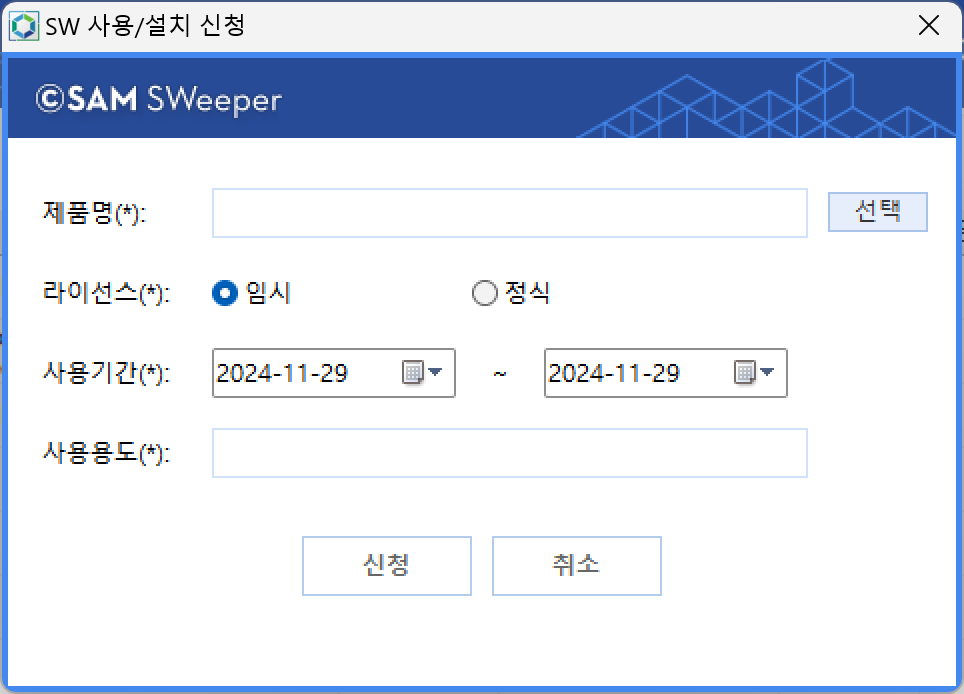 SW 사용/설치 신청
©SAM SWeeper
제품명(*): 선택
라이선스(*): 임시 정식
사용기간(*): 2024-11-29 ~ 2024-11-29
사용용도(*):
신청 취소